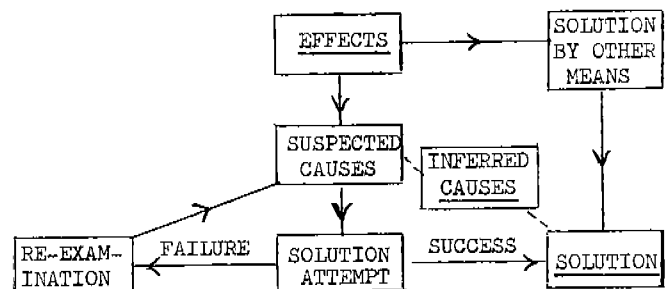 EFFECTS
SOLUTION
BY OTHER
MEANS
SUSPECTED
CAUSES
INFERRED
CAUSES
RE-EXAM-
INATION
FAILURE
SOLUTION
ATTEMPT
SUCCESS
SOLUTION